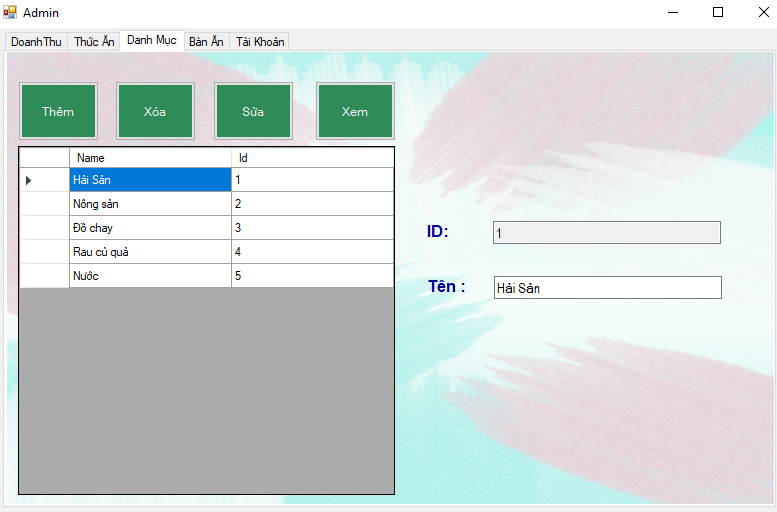 Admin
DoanhThu Thức Ăn Danh Mục Bàn Ăn Tài Khoản
Thêm Xóa Sửa Xem
Name Id
Hải Sản 1
Nông sản 2
Đồ chay 3
Rau củ quả 4
Nước 5
ID: 1
Tên : Hải Sản